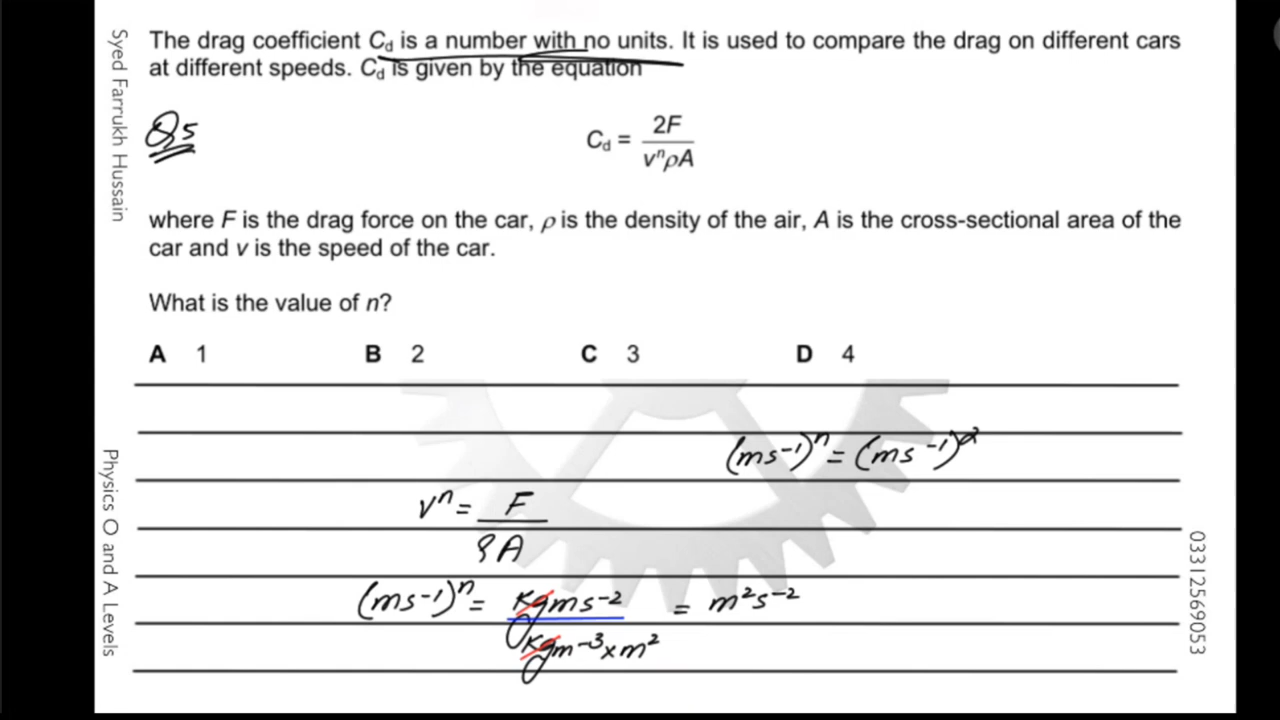 The drag coefficient Cd is a number with no units. It is used to compare the drag on different cars
at different speeds. Cd is given by the equation
Q5
Cd = 2F / vⁿρA
where F is the drag force on the car, ρ is the density of the air, A is the cross-sectional area of the
car and v is the speed of the car.
What is the value of n?
A 1 B 2 C 3 D 4
(ms⁻¹)ⁿ = (ms⁻¹)²
vⁿ = F / ρA
(ms⁻¹)ⁿ = kgms⁻² / kgm⁻³ × m² = m²s⁻²
Syed Farrukh Hussain
Physics O and A Levels
03312569053